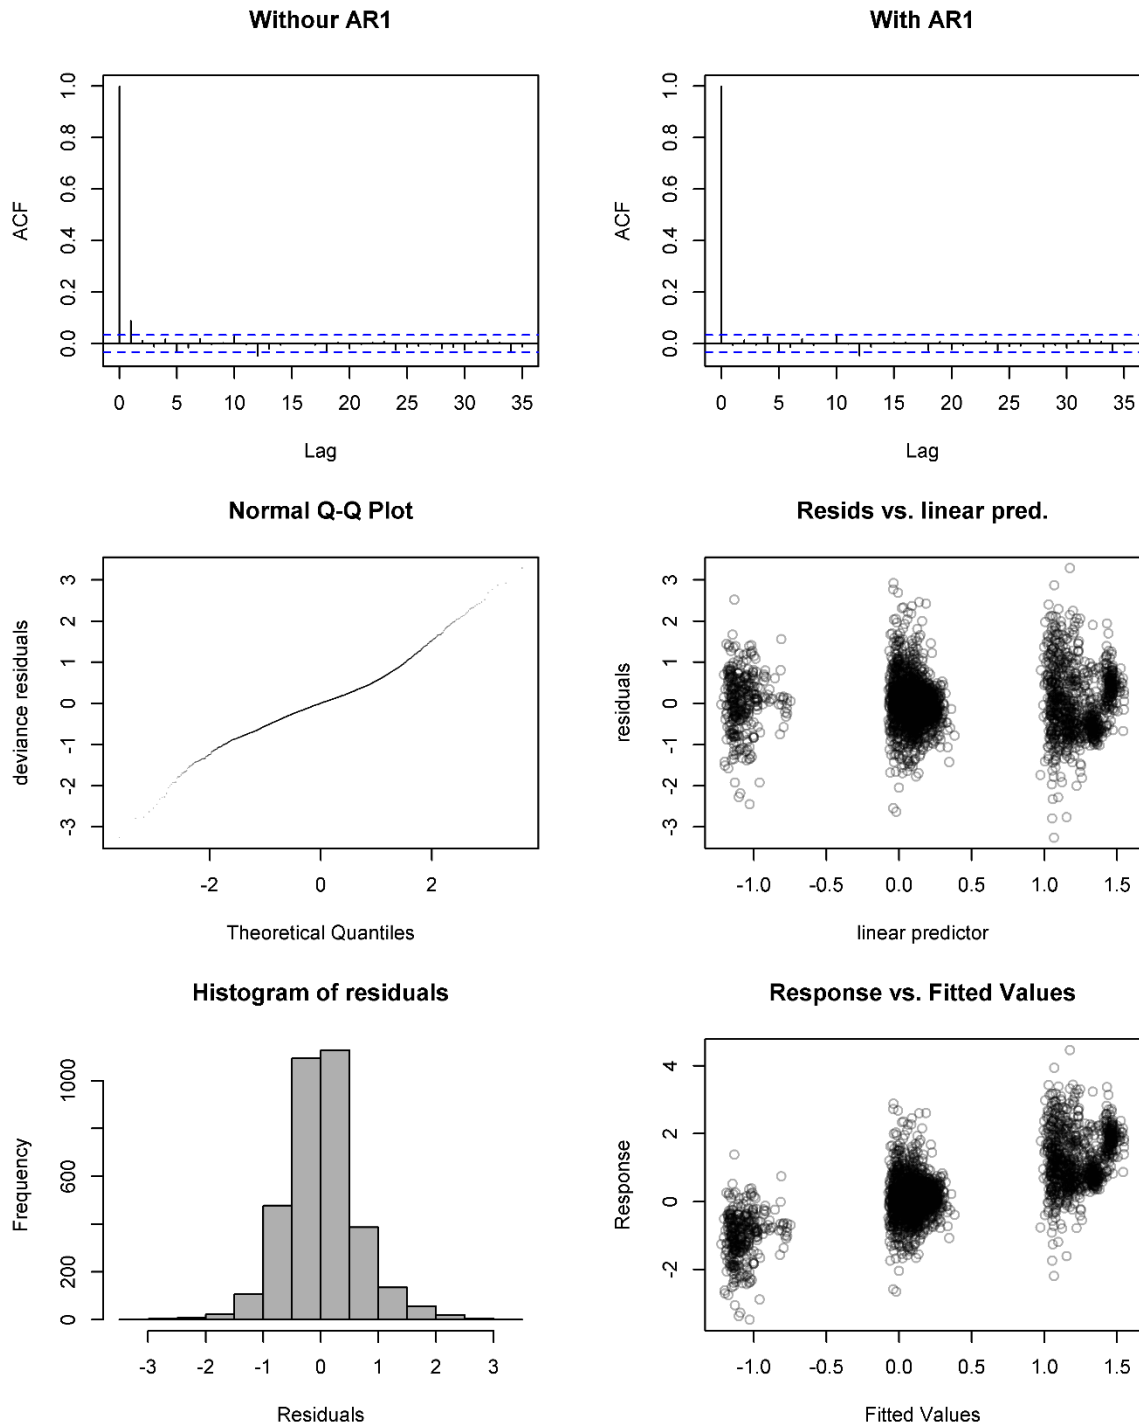 Withour AR1
ACF
0.0 0.2 0.4 0.6 0.8 1.0
0 5 10 15 20 25 30 35
Lag
With AR1
ACF
0.0 0.2 0.4 0.6 0.8 1.0
0 5 10 15 20 25 30 35
Lag
Normal Q-Q Plot
deviance residuals
-3 -2 -1 0 1 2 3
-2 0 2
Theoretical Quantiles
Resids vs. linear pred.
residuals
-3 -2 -1 0 1 2 3
-1.0 -0.5 0.0 0.5 1.0 1.5
linear predictor
Histogram of residuals
Frequency
0 200 600 1000
-3 -2 -1 0 1 2 3
Residuals
Response vs. Fitted Values
Response
-2 0 2 4
-1.0 -0.5 0.0 0.5 1.0 1.5
Fitted Values